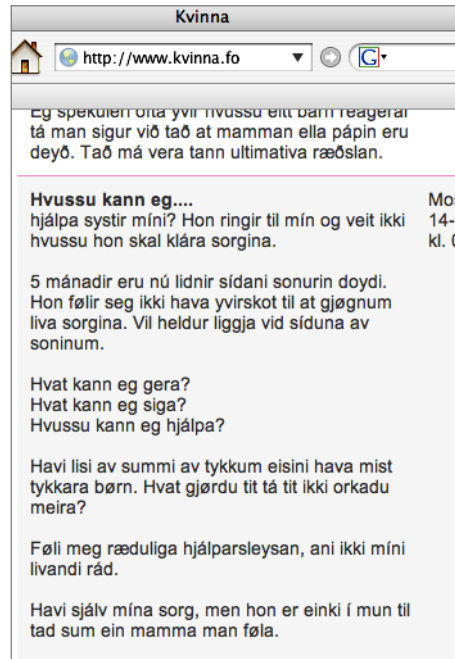 Kvinna
http://www.kvinna.fo
G
Eg spekuleri ofta yvir hvussu eitt barn reagerar
tá man sigur við tað at mamman ella pápin eru
deyð. Tað má vera tann ultimativa ræðslan.
Hvussu kann eg....
hjálpa systir míni? Hon ringir til mín og veit ikki
hvussu hon skal klára sorgina.
5 mánadir eru nú lidnir sídani sonurin doydi.
Hon følir seg ikki hava yvirskot til at gjøgnum
liva sorgina. Vil heldur liggja vid síduna av
soninum.
Hvat kann eg gera?
Hvat kann eg siga?
Hvussu kann eg hjálpa?
Havi lisi av summi av tykkum eisini hava mist
tykkara børn. Hvat gjørdu tit tá tit ikki orkadu
meira?
Føli meg ræduliga hjálparsleysan, ani ikki míni
livandi rád.
Havi sjálv mína sorg, men hon er einki í mun til
tad sum ein mamma man føla.
14-
kl.